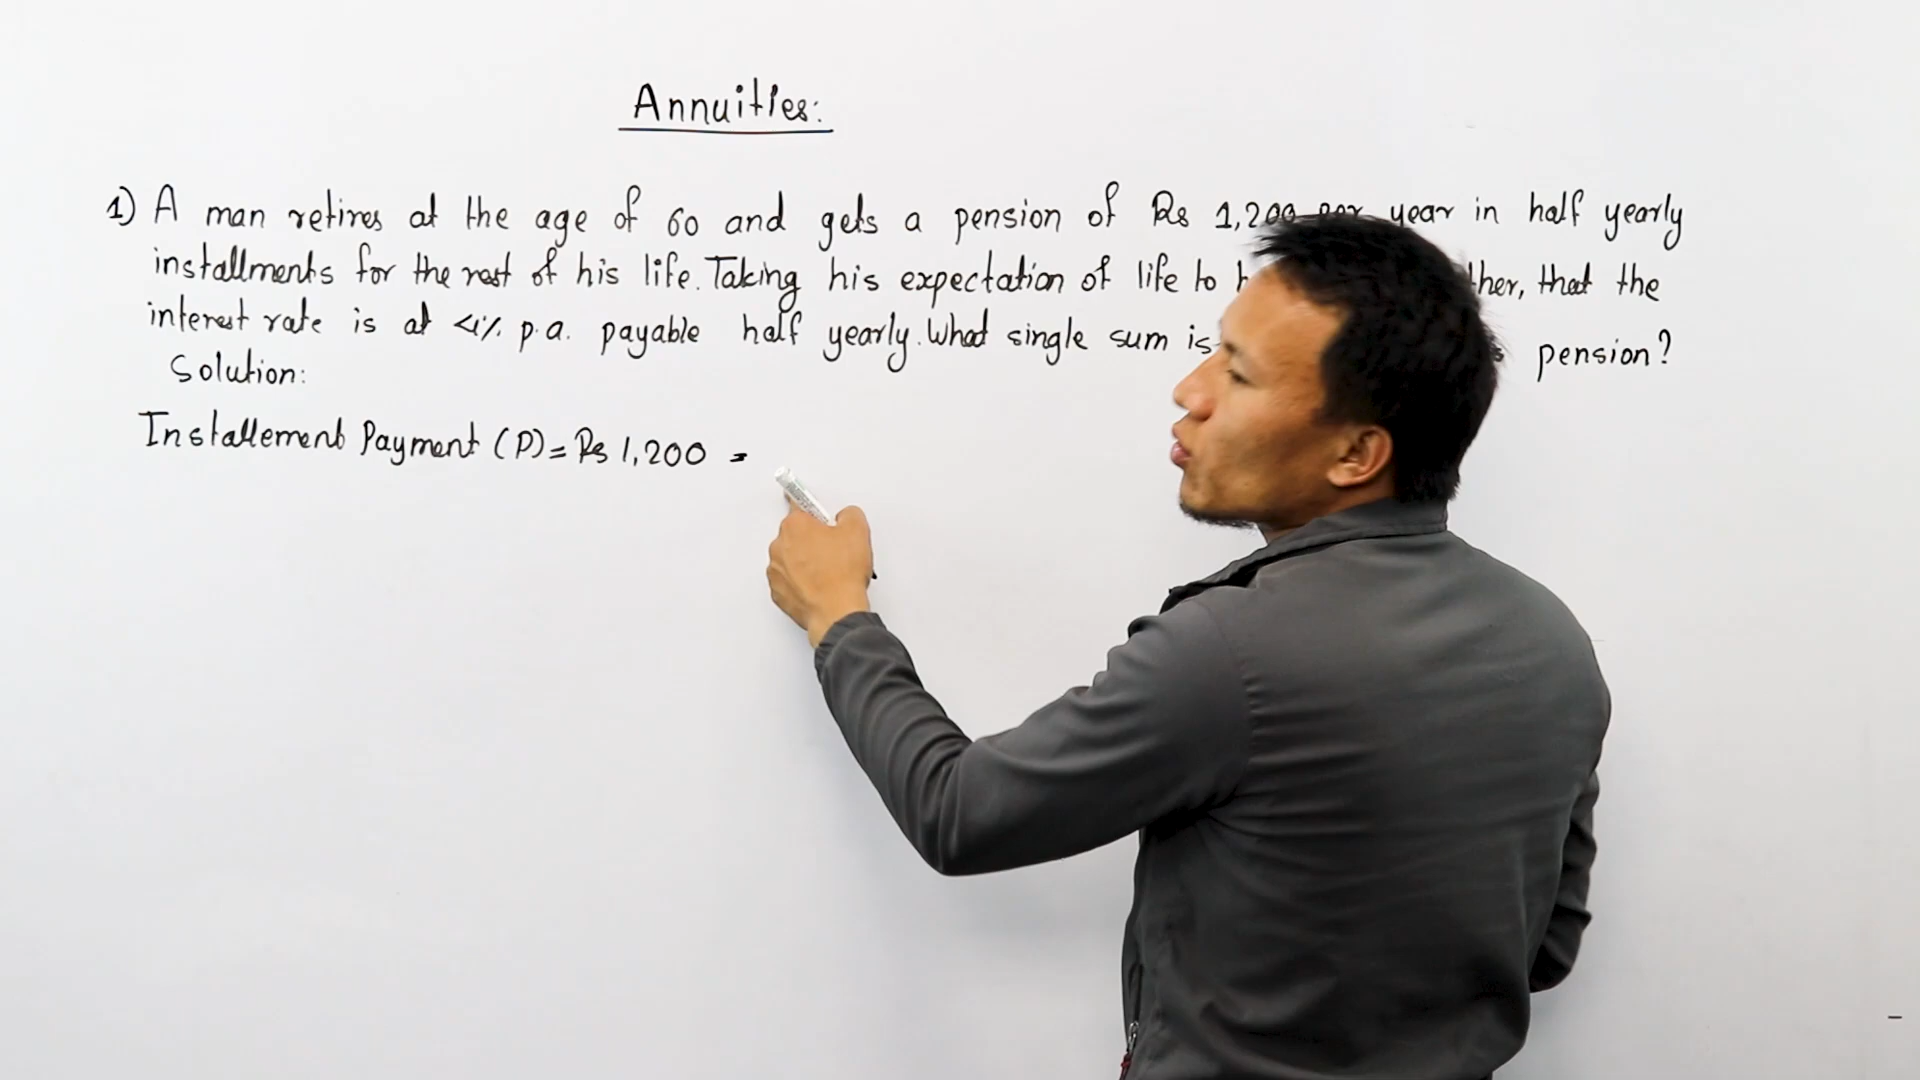 Annuities:
1) A man retires at the age of 60 and gets a pension of Rs 1,200 per year in half yearly
installments for the rest of his life. Taking his expectation of life to that the
interest rate is at 4% p.a. payable half yearly. What single sum is pension?
Solution:
Installement Payment (P) = Rs 1,200 =